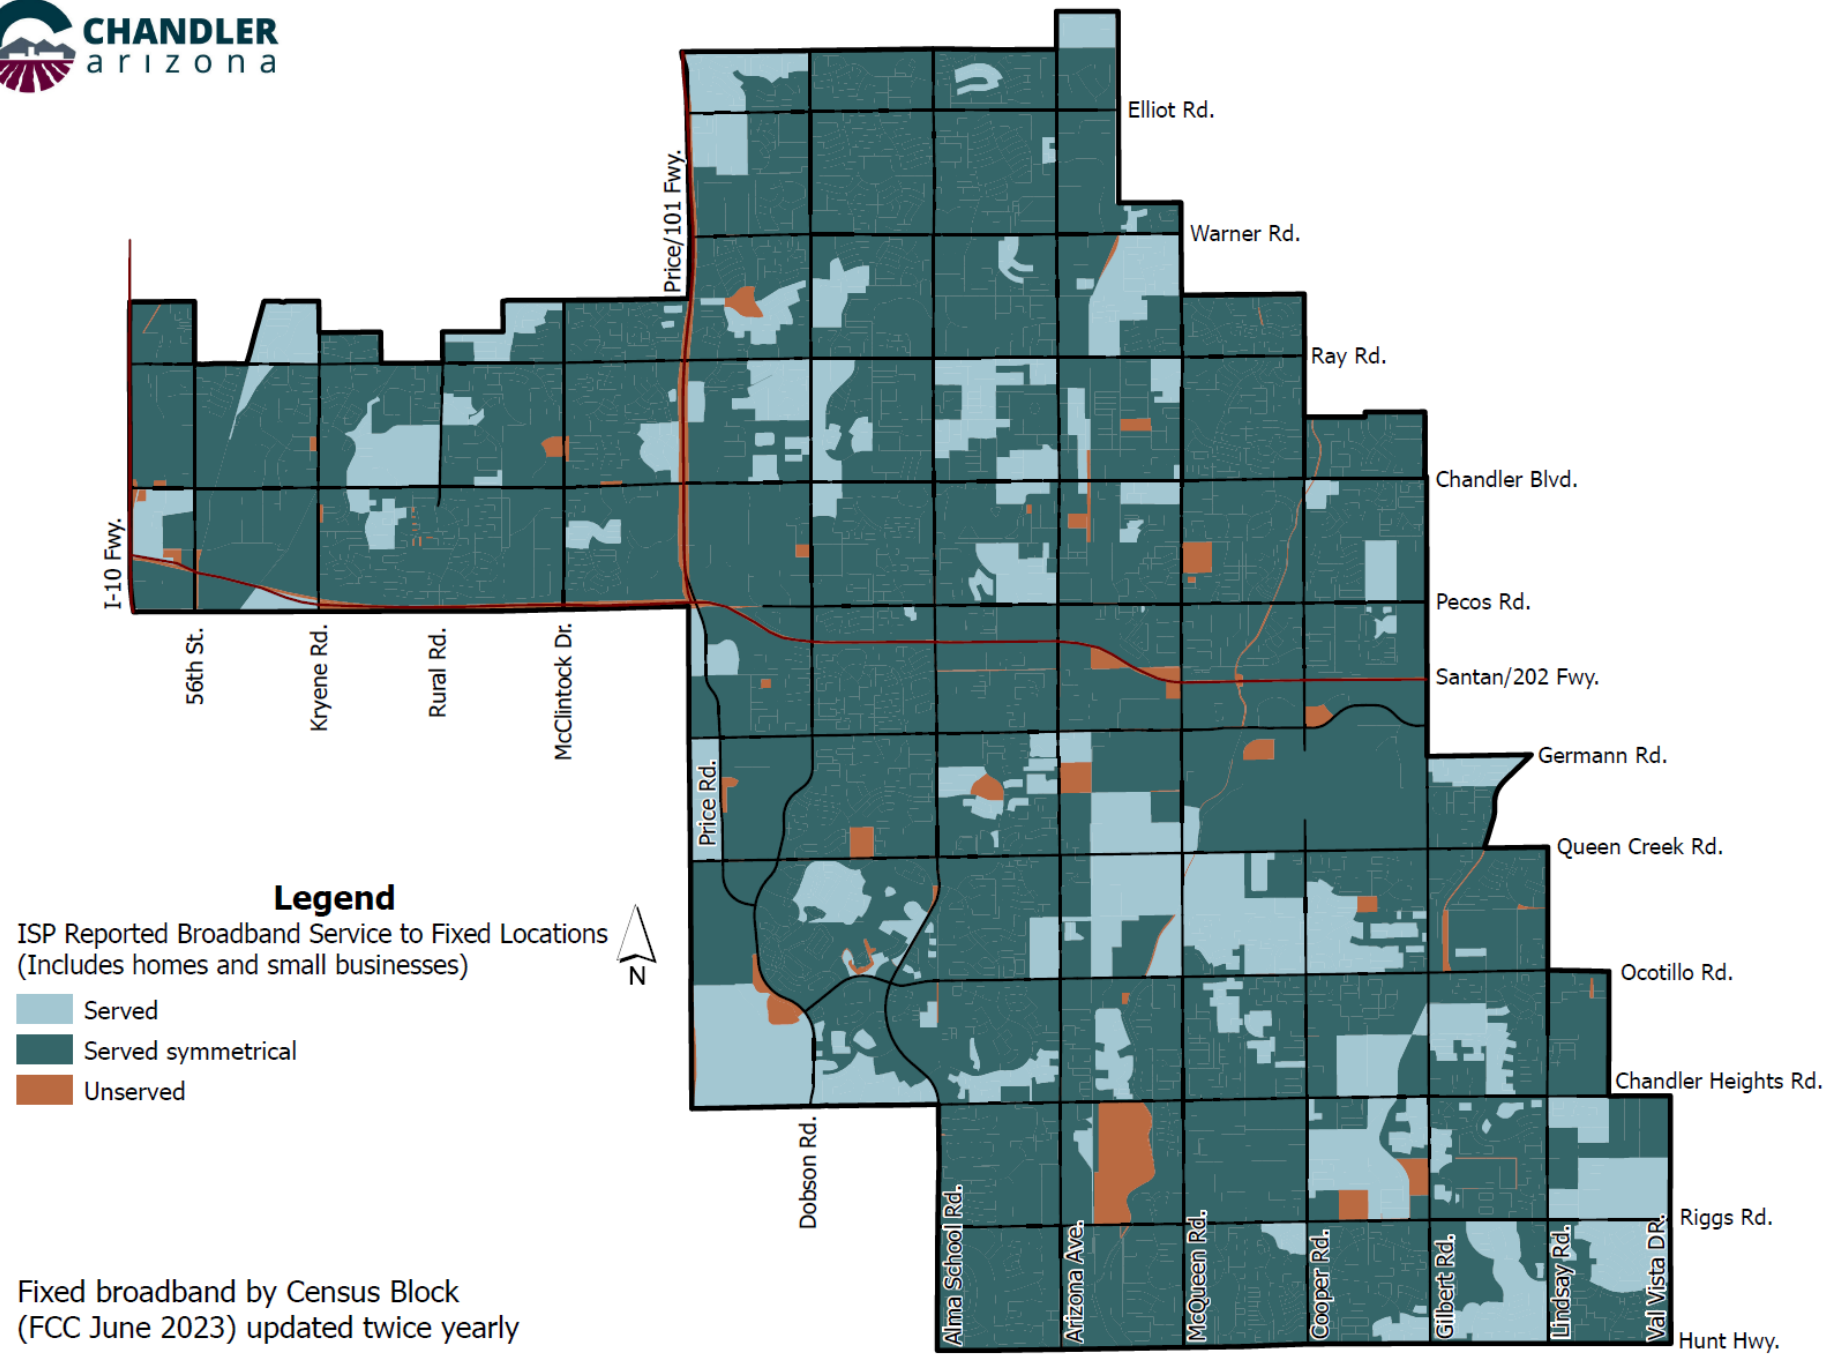 CHANDLER
arizona
Elliot Rd.
Warner Rd.
Price/101 Fwy.
Ray Rd.
Chandler Blvd.
I-10 Fwy.
Pecos Rd.
56th St.
Kryene Rd.
Rural Rd.
McClintock Dr.
Santan/202 Fwy.
Germann Rd.
Price Rd.
Queen Creek Rd.
Legend
ISP Reported Broadband Service to Fixed Locations
(Includes homes and small businesses)
N
Served
Served symmetrical
Unserved
Ocotillo Rd.
Chandler Heights Rd.
Dobson Rd.
Riggs Rd.
Alma School Rd.
Arizona Ave.
McQueen Rd.
Cooper Rd.
Gilbert Rd.
Lindsay Rd.
Val Vista DR.
Hunt Hwy.
Fixed broadband by Census Block
(FCC June 2023) updated twice yearly